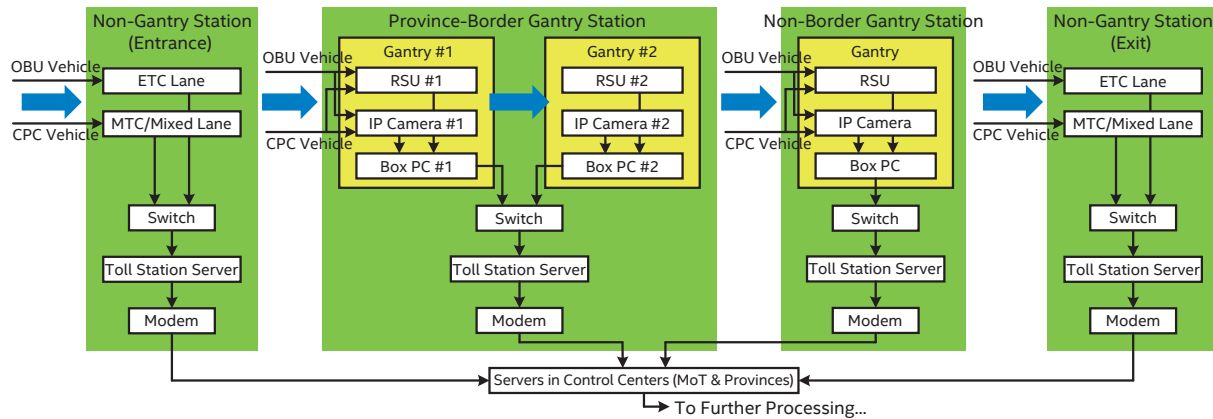 Non-Gantry Station
(Entrance)
OBU Vehicle
ETC Lane
CPC Vehicle
MTC/Mixed Lane
Switch
Toll Station Server
Modem
Province-Border Gantry Station
OBU Vehicle
CPC Vehicle
Gantry #1
RSU #1
IP Camera #1
Box PC #1
Gantry #2
RSU #2
IP Camera #2
Box PC #2
Switch
Toll Station Server
Modem
Non-Border Gantry Station
OBU Vehicle
CPC Vehicle
Gantry
RSU
IP Camera
Box PC
Switch
Toll Station Server
Modem
Non-Gantry Station
(Exit)
OBU Vehicle
ETC Lane
CPC Vehicle
MTC/Mixed Lane
Switch
Toll Station Server
Modem
Servers in Control Centers (MoT & Provinces)
To Further Processing...